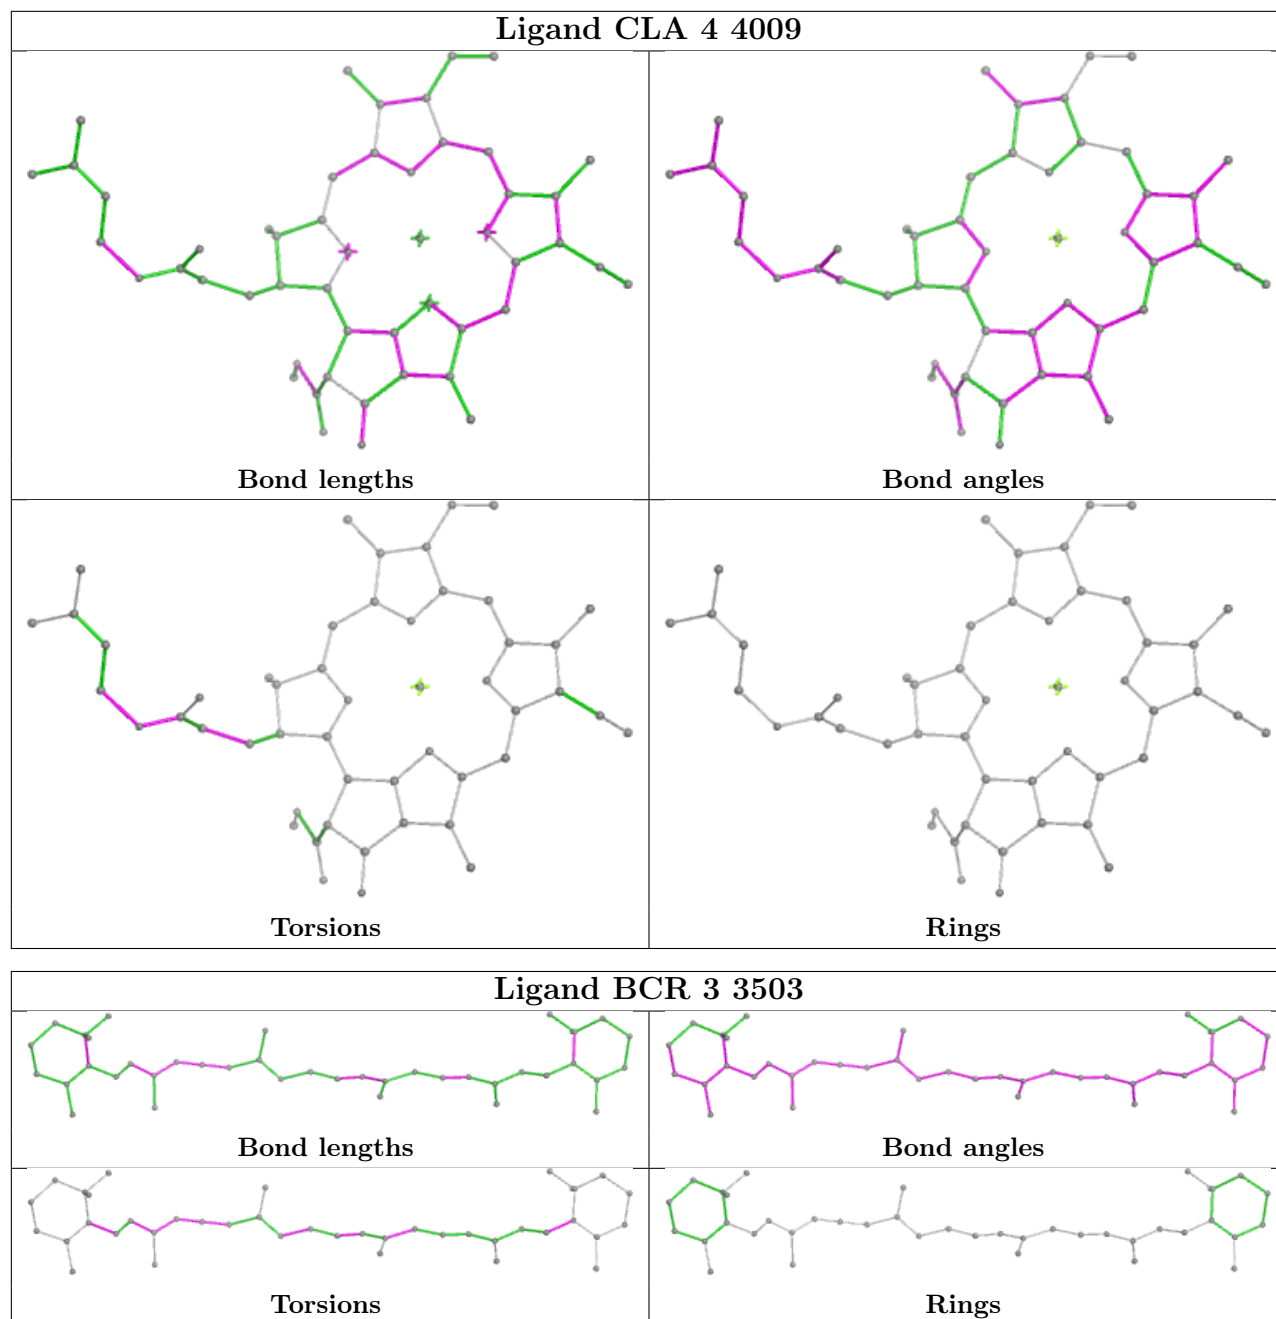 Ligand CLA 4 4009
Bond lengths
Bond angles
Torsions
Rings
Ligand BCR 3 3503
Bond lengths
Bond angles
Torsions
Rings